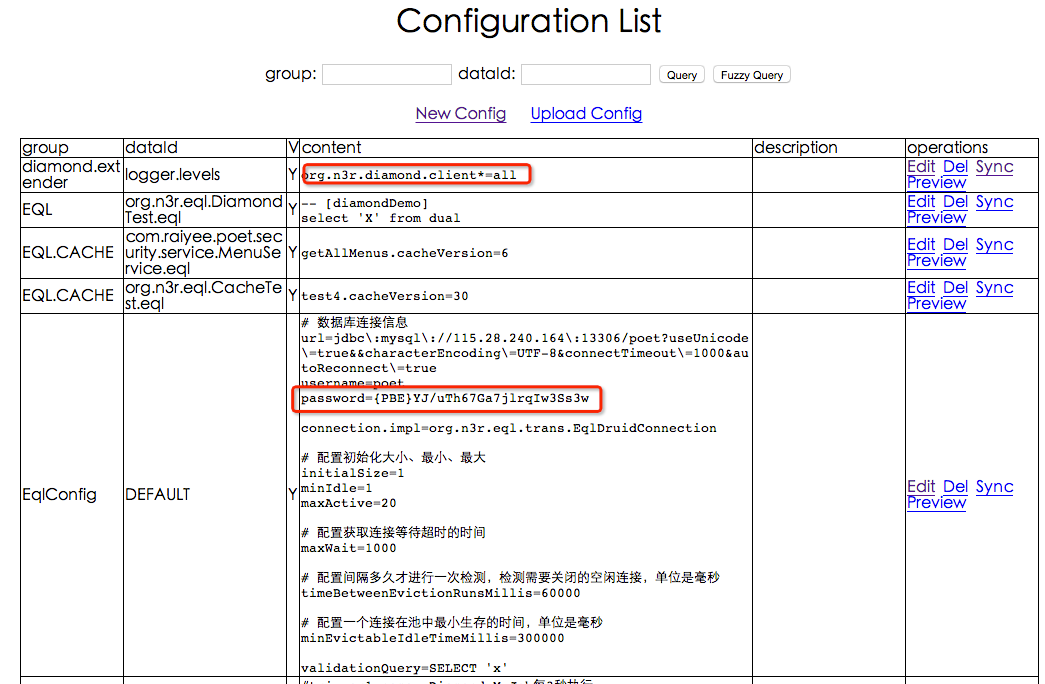 Configuration List
group: dataId: Query Fuzzy Query
New Config Upload Config
group dataId V content description operations
diamond.ext
ender
logger.levels
Y
org.n3r.diamond.client*=all
Edit Del Sync
Preview
EQL
org.n3r.eql.Diamond
Test.eql
Y
-- [diamondDemo]
select 'X' from dual
Edit Del Sync
Preview
EQL.CACHE
com.raiyee.poet.sec
urity.service.MenuSe
rvice.eql
Y
getAllMenus.cacheVersion=6
Edit Del Sync
Preview
EQL.CACHE
org.n3r.eql.CacheTe
st.eql
Y
test4.cacheVersion=30
Edit Del Sync
Preview
EqlConfig
DEFAULT
Y
# 数据库连接信息
url=jdbc\:mysql\://115.28.240.164\:13306/poet?useUnicode
\=true&&characterEncoding\=UTF-8&connectTimeout\=1000&au
toReconnect\=true
username=poet
password={PBE}YJ/uTh67Ga7jlrqIw3Ss3w
connection.impl=org.n3r.eql.trans.EqlDruidConnection
# 配置初始化大小、最小、最大
initialSize=1
minIdle=1
maxActive=20
# 配置获取连接等待超时的时间
maxWait=1000
# 配置间隔多久才进行一次检测，检测需要关闭的空闲连接，单位是毫秒
timeBetweenEvictionRunsMillis=60000
# 配置一个连接在池中最小生存的时间，单位是毫秒
minEvictableIdleTimeMillis=300000
validationQuery=SELECT 'x'
Edit Del Sync
Preview